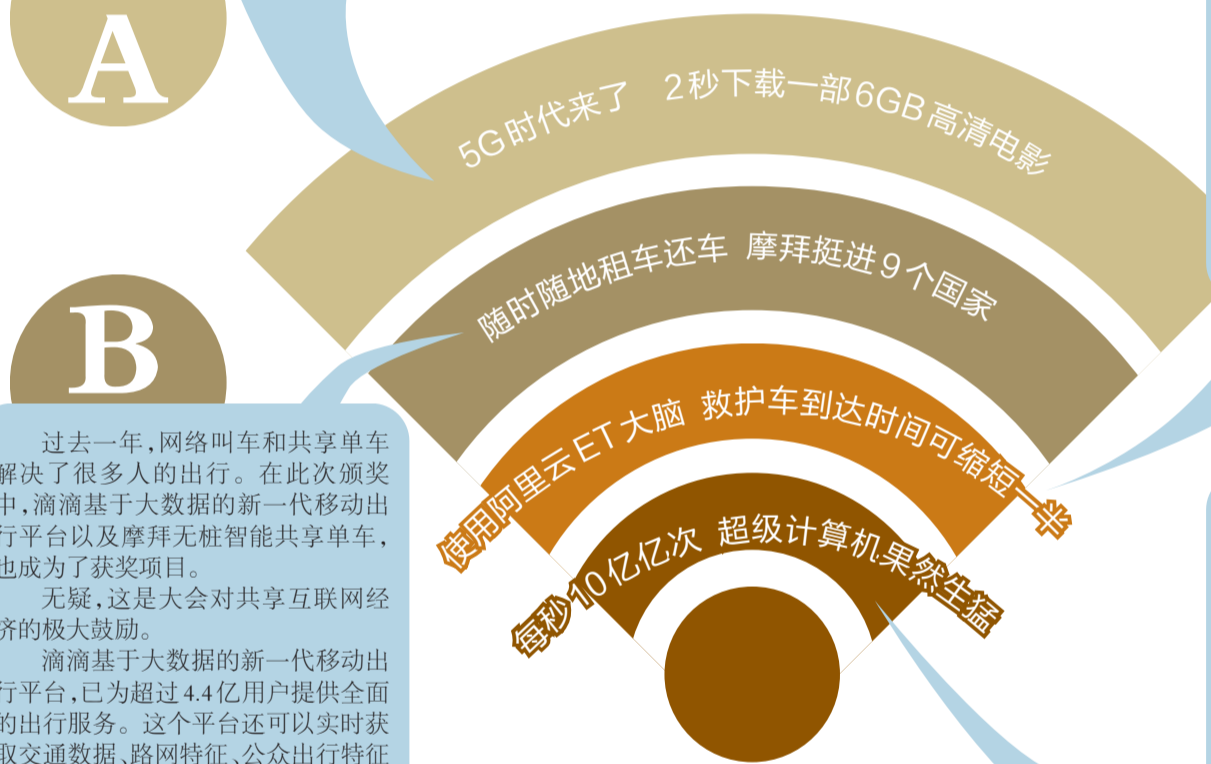 A
5G时代来了 2秒下载一部6GB高清电影
随时随地租车还车 摩拜挺进9个国家
使用阿里云ET大脑 救护车到达时间可缩短一半
每秒10亿亿次 超级计算机果然生猛
B
过去一年,网络叫车和共享单车
解决了很多人的出行。在此次颁奖
中,滴滴基于大数据的新一代移动出
行平台以及摩拜无桩智能共享单车,
也成为了获奖项目。
无疑,这是大会对共享互联网经
济的极大鼓励。
滴滴基于大数据的新一代移动出
行平台,已为超过4.4亿用户提供全面
的出行服务。这个平台还可以实时获
取交通数据、路网特征、公众出行特征